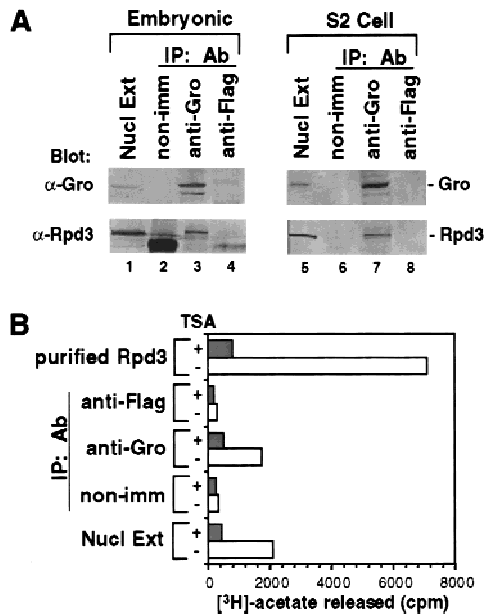 A
Embryonic
S2 Cell
IP: Ab
IP: Ab
Nucl Ext
non-imm
anti-Gro
anti-Flag
Nucl Ext
non-imm
anti-Gro
anti-Flag
Blot:
α-Gro
- Gro
α-Rpd3
- Rpd3
1 2 3 4 5 6 7 8
B
TSA
purified Rpd3
+
-
IP: Ab
anti-Flag
+
-
anti-Gro
+
-
non-imm
+
-
Nucl Ext
+
-
0 2000 4000 6000 8000
[³H]-acetate released (cpm)